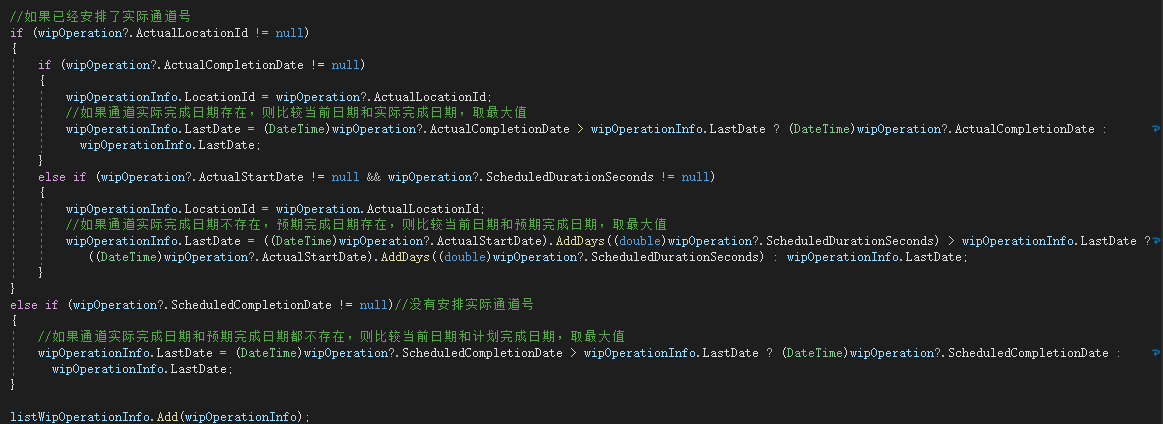 //如果已经安排了实际通道号
if (wipOperation?.ActualLocationId != null)
{
if (wipOperation?.ActualCompletionDate != null)
{
wipOperationInfo.LocationId = wipOperation?.ActualLocationId;
//如果通道实际完成日期存在，则比较当前日期和实际完成日期，取最大值
wipOperationInfo.LastDate = (DateTime)wipOperation?.ActualCompletionDate > wipOperationInfo.LastDate ? (DateTime)wipOperation?.ActualCompletionDate :
wipOperationInfo.LastDate;
}
else if (wipOperation?.ActualStartDate != null && wipOperation?.ScheduledDurationSeconds != null)
{
wipOperationInfo.LocationId = wipOperation.ActualLocationId;
//如果通道实际完成日期不存在，预期完成日期存在，则比较当前日期和预期完成日期，取最大值
wipOperationInfo.LastDate = ((DateTime)wipOperation?.ActualStartDate).AddDays((double)wipOperation?.ScheduledDurationSeconds) > wipOperationInfo.LastDate ?
((DateTime)wipOperation?.ActualStartDate).AddDays((double)wipOperation?.ScheduledDurationSeconds) : wipOperationInfo.LastDate;
}
}
else if (wipOperation?.ScheduledCompletionDate != null)//没有安排实际通道号
{
//如果通道实际完成日期和预期完成日期都不存在，则比较当前日期和计划完成日期，取最大值
wipOperationInfo.LastDate = (DateTime)wipOperation?.ScheduledCompletionDate > wipOperationInfo.LastDate ? (DateTime)wipOperation?.ScheduledCompletionDate :
wipOperationInfo.LastDate;
}
listWipOperationInfo.Add(wipOperationInfo);